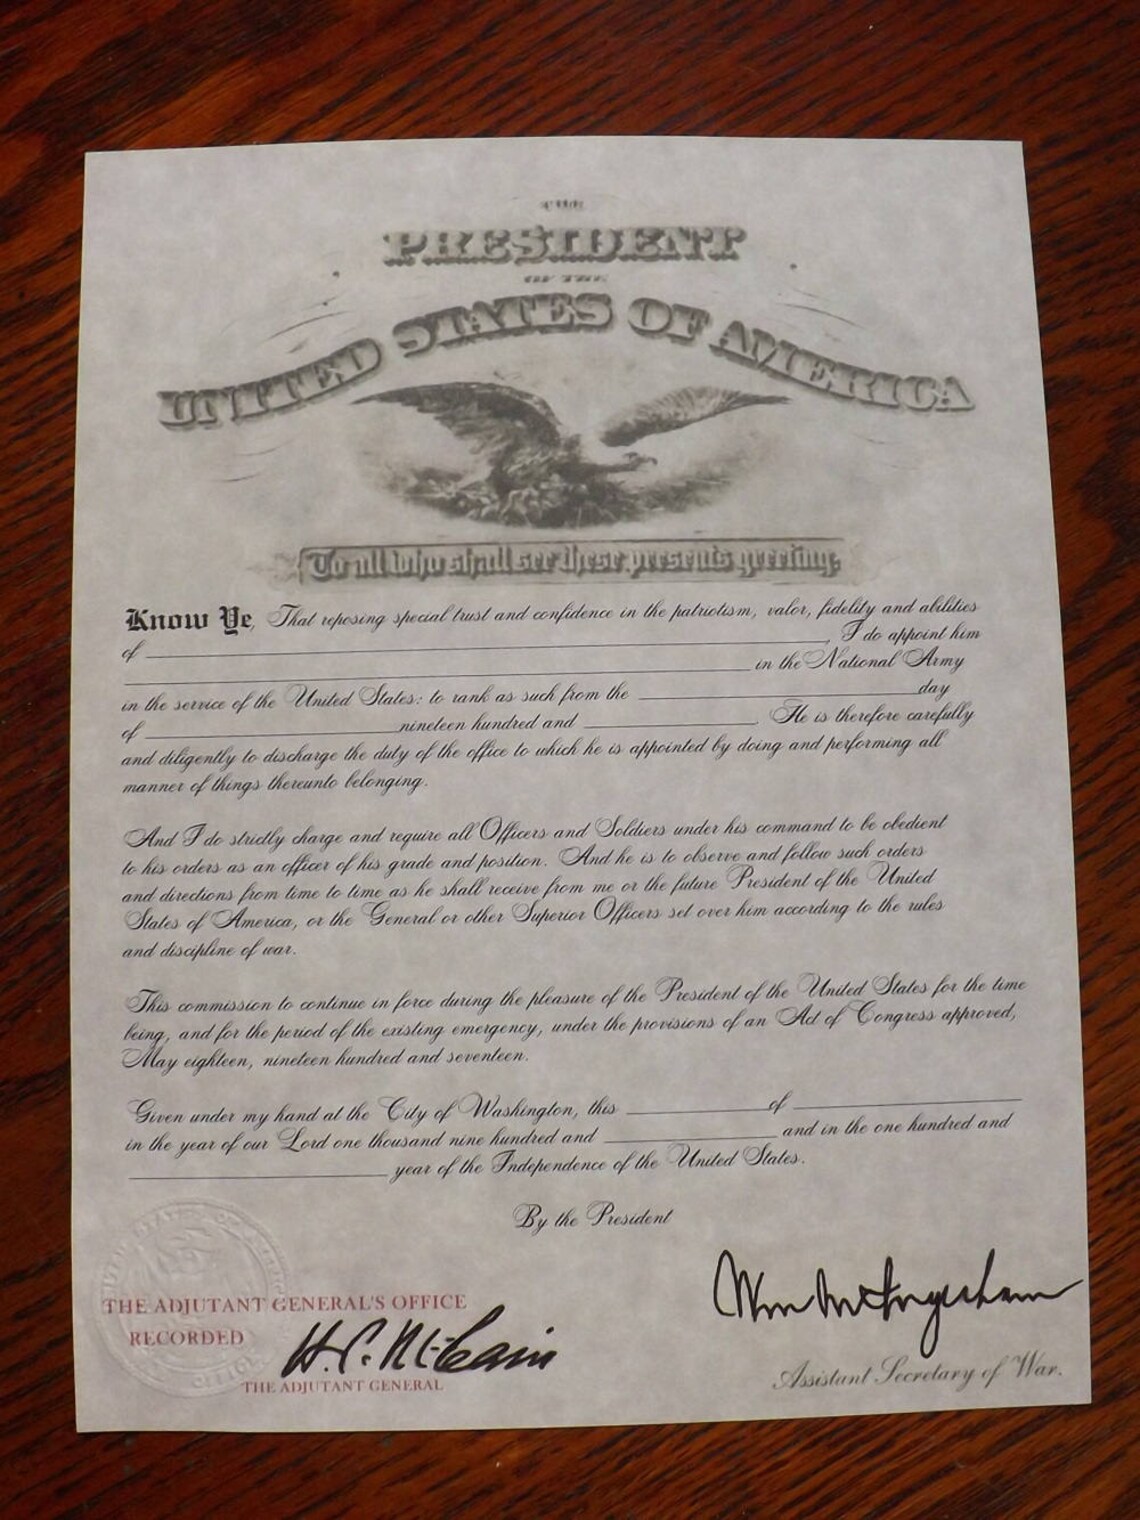 THE
PRESIDENT
OF THE
UNITED STATES OF AMERICA
To all who shall see these presents greeting;
Know Ye, That reposing special trust and confidence in the patriotism, valor, fidelity and abilities
of ____________________, I do appoint him
____________________ in the National Army
in the service of the United States: to rank as such from the ____________________ day
of ____________________ nineteen hundred and ____________________. He is therefore carefully
and diligently to discharge the duty of the office to which he is appointed by doing and performing all
manner of things thereunto belonging.
And I do strictly charge and require all Officers and Soldiers under his command to be obedient
to his orders as an officer of his grade and position. And he is to observe and follow such orders
and directions from time to time as he shall receive from me or the future President of the United
States of America, or the General or other Superior Officers set over him according to the rules
and discipline of war.
This commission to continue in force during the pleasure of the President of the United States for the time
being, and for the period of the existing emergency, under the provisions of an Act of Congress approved,
May eighteen, nineteen hundred and seventeen.
Given under my hand at the City of Washington, this ____________________ of ____________________
in the year of our Lord one thousand nine hundred and ____________________ and in the one hundred and
____________________ year of the Independence of the United States.
By the President
Wm M Ingraham
THE ADJUTANT GENERAL'S OFFICE
RECORDED
H.P. McCain
THE ADJUTANT GENERAL
Assistant Secretary of War.